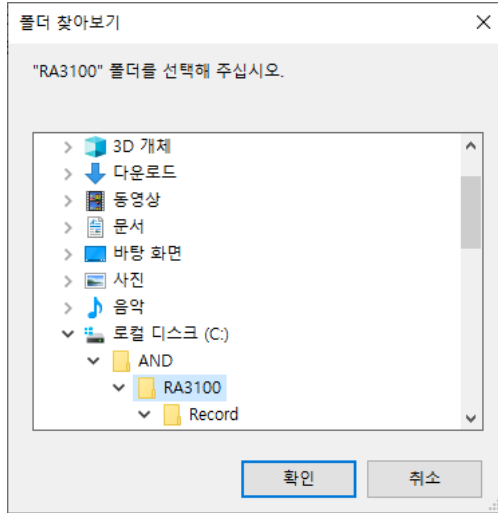 폴더 찾아보기
"RA3100" 폴더를 선택해 주십시오.
3D 개체
다운로드
동영상
문서
바탕 화면
사진
음악
로컬 디스크 (C:)
AND
RA3100
Record
확인 취소